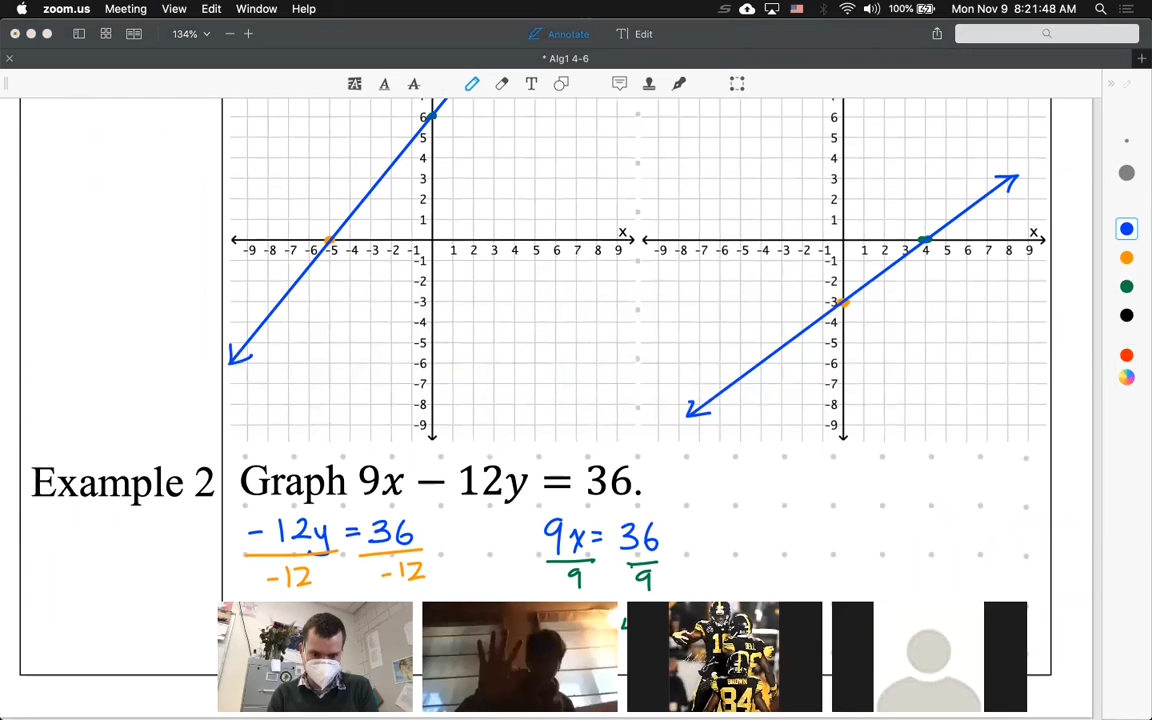 zoom.us Meeting View Edit Window Help 100% Mon Nov 9 8:21:48 AM
134% Annotate Edit
* Alg1 4-6
6
5
4
3
2
1
x
-9 -8 -7 -6 -5 -4 -3 -2 -1 1 2 3 4 5 6 7 8 9
-1
-2
-3
-4
-5
-6
-7
-8
-9
6
5
4
3
2
1
x
-9 -8 -7 -6 -5 -4 -3 -2 -1 1 2 3 4 5 6 7 8 9
-1
-2
-3
-4
-5
-6
-7
-8
-9
Example 2 Graph 9x − 12y = 36.
-12y = 36 9x = 36
-12 -12 9 9
BELL
BROWN
84